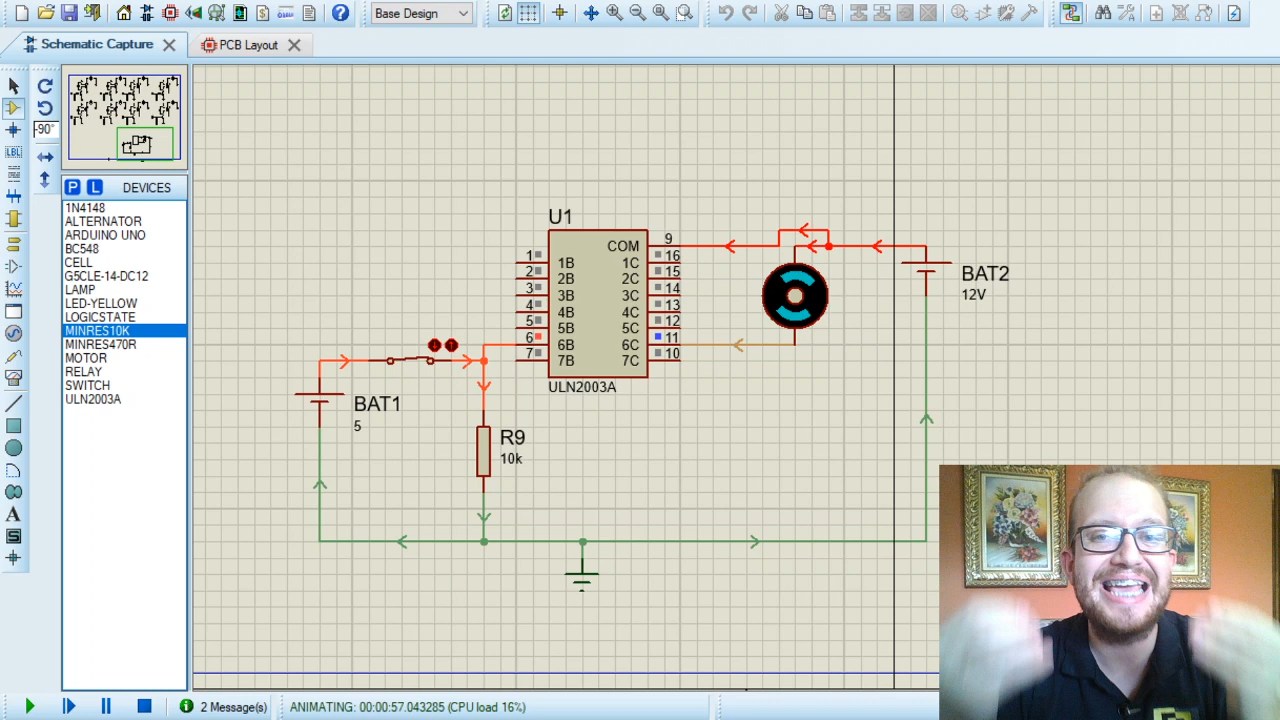 Base Design
Schematic Capture
PCB Layout
-90°
LBL
P L DEVICES
1N4148
ALTERNATOR
ARDUINO UNO
BC548
CELL
G5CLE-14-DC12
LAMP
LED-YELLOW
LOGICSTATE
MINRES10K
MINRES470R
MOTOR
RELAY
SWITCH
ULN2003A
A
S
U1
COM 9
1 1B 1C 16
2 2B 2C 15
3 3B 3C 14
4 4B 4C 13
5 5B 5C 12
6 6B 6C 11
7 7B 7C 10
ULN2003A
BAT1
5
R9
10k
BAT2
12V
2 Message(s)
ANIMATING: 00:00:57.043285 (CPU load 16%)